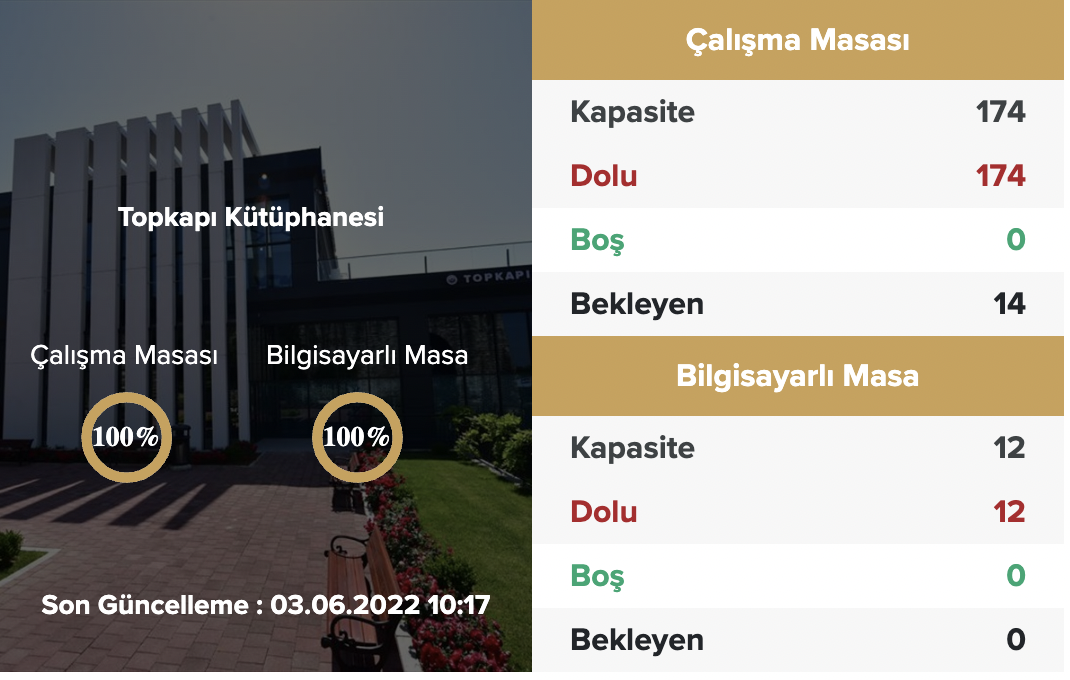 Topkapı Kütüphanesi
TOPKAPI
Çalışma Masası
Bilgisayarlı Masa
100%
100%
Son Güncelleme : 03.06.2022 10:17
Çalışma Masası
Kapasite 174
Dolu 174
Boş 0
Bekleyen 14
Bilgisayarlı Masa
Kapasite 12
Dolu 12
Boş 0
Bekleyen 0